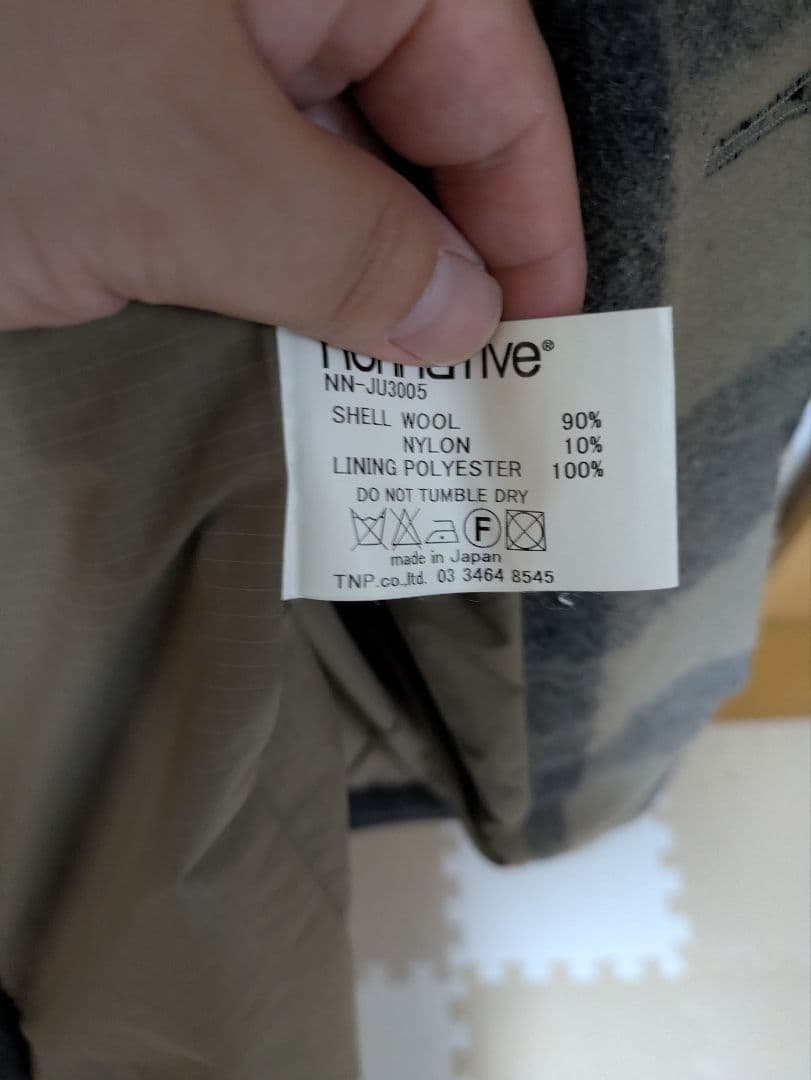 nonnative®
NN-JU3005
SHELL WOOL 90%
NYLON 10%
LINING POLYESTER 100%
DO NOT TUMBLE DRY
F
made in Japan
TNP.co.,ltd. 03 3464 8545